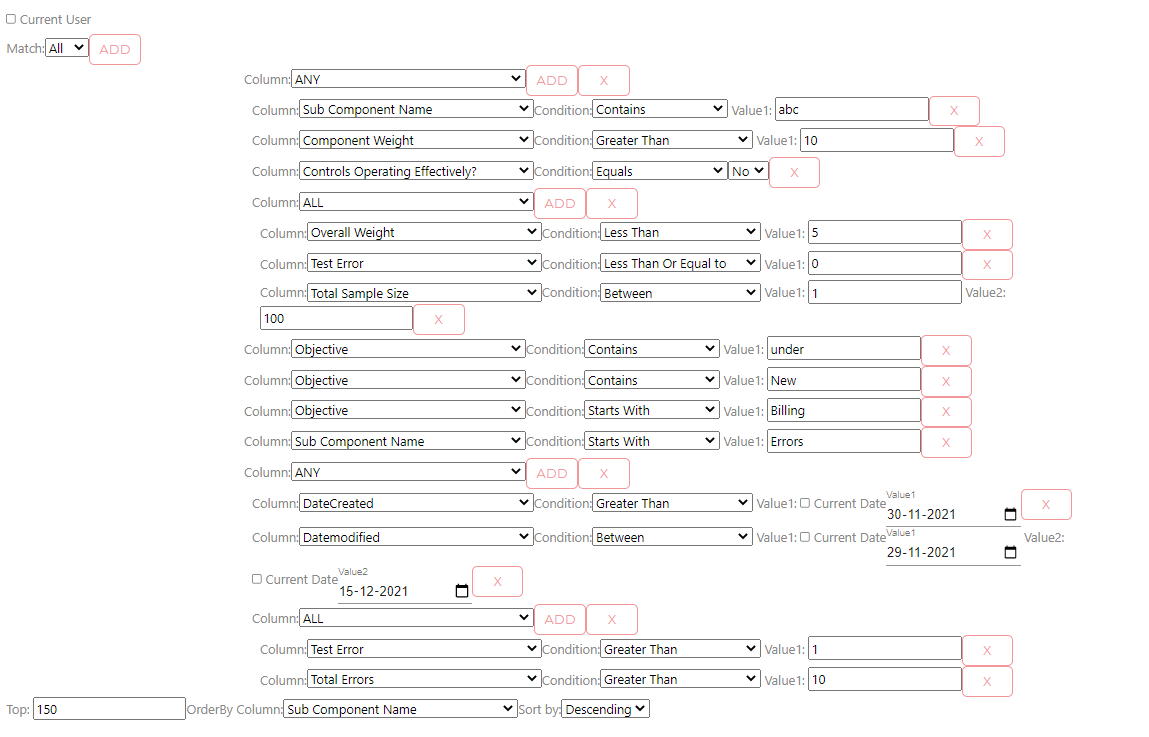 Current User
Match: All ADD
Column: ANY ADD X
Column: Sub Component Name Condition: Contains Value1: abc X
Column: Component Weight Condition: Greater Than Value1: 10 X
Column: Controls Operating Effectively? Condition: Equals No X
Column: ALL ADD X
Column: Overall Weight Condition: Less Than Value1: 5 X
Column: Test Error Condition: Less Than Or Equal to Value1: 0 X
Column: Total Sample Size Condition: Between Value1: 1 Value2:
100 X
Column: Objective Condition: Contains Value1: under X
Column: Objective Condition: Contains Value1: New X
Column: Objective Condition: Starts With Value1: Billing X
Column: Sub Component Name Condition: Starts With Value1: Errors X
Column: ANY ADD X
Column: DateCreated Condition: Greater Than Value1: Current Date Value1 30-11-2021 X
Column: Datemodified Condition: Between Value1: Current Date Value1 29-11-2021 Value2:
Current Date Value2 15-12-2021 X
Column: ALL ADD X
Column: Test Error Condition: Greater Than Value1: 1 X
Column: Total Errors Condition: Greater Than Value1: 10 X
Top: 150 OrderBy Column: Sub Component Name Sort by: Descending